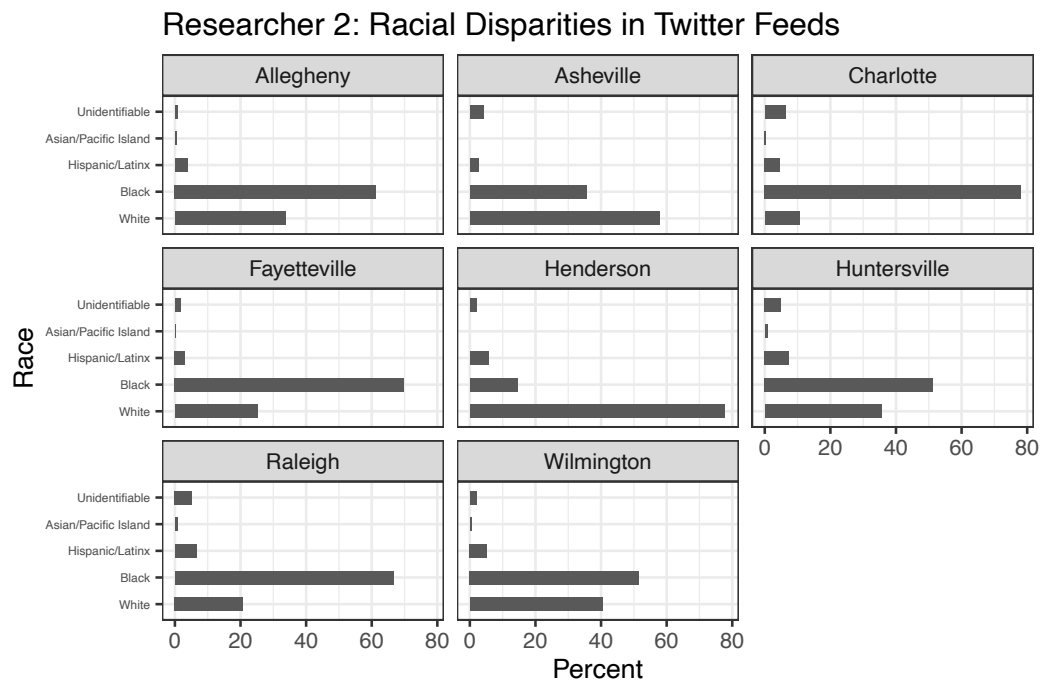 Researcher 2: Racial Disparities in Twitter Feeds
Allegheny
Asheville
Charlotte
Unidentifiable
Asian/Pacific Island
Hispanic/Latinx
Black
White
Fayetteville
Henderson
Huntersville
Race
Unidentifiable
Asian/Pacific Island
Hispanic/Latinx
Black
White
0 20 40 60 80
Raleigh
Wilmington
Unidentifiable
Asian/Pacific Island
Hispanic/Latinx
Black
White
0 20 40 60 80
0 20 40 60 80
Percent